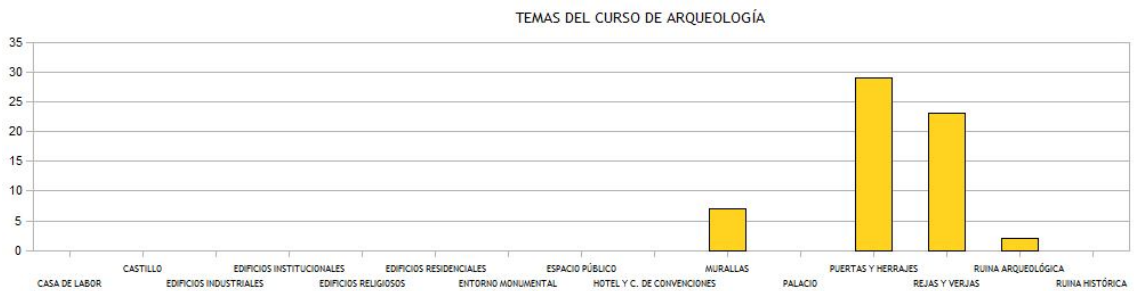 TEMAS DEL CURSO DE ARQUEOLOGÍA
35
30
25
20
15
10
5
0
CASTILLO EDIFICIOS INSTITUCIONALES EDIFICIOS RESIDENCIALES ESPACIO PÚBLICO MURALLAS PUERTAS Y HERRAJES RUINA ARQUEOLÓGICA
CASA DE LABOR EDIFICIOS INDUSTRIALES EDIFICIOS RELIGIOSOS ENTORNO MONUMENTAL HOTEL Y C. DE CONVENCIONES PALACIO REJAS Y VERJAS RUINA HISTÓRICA